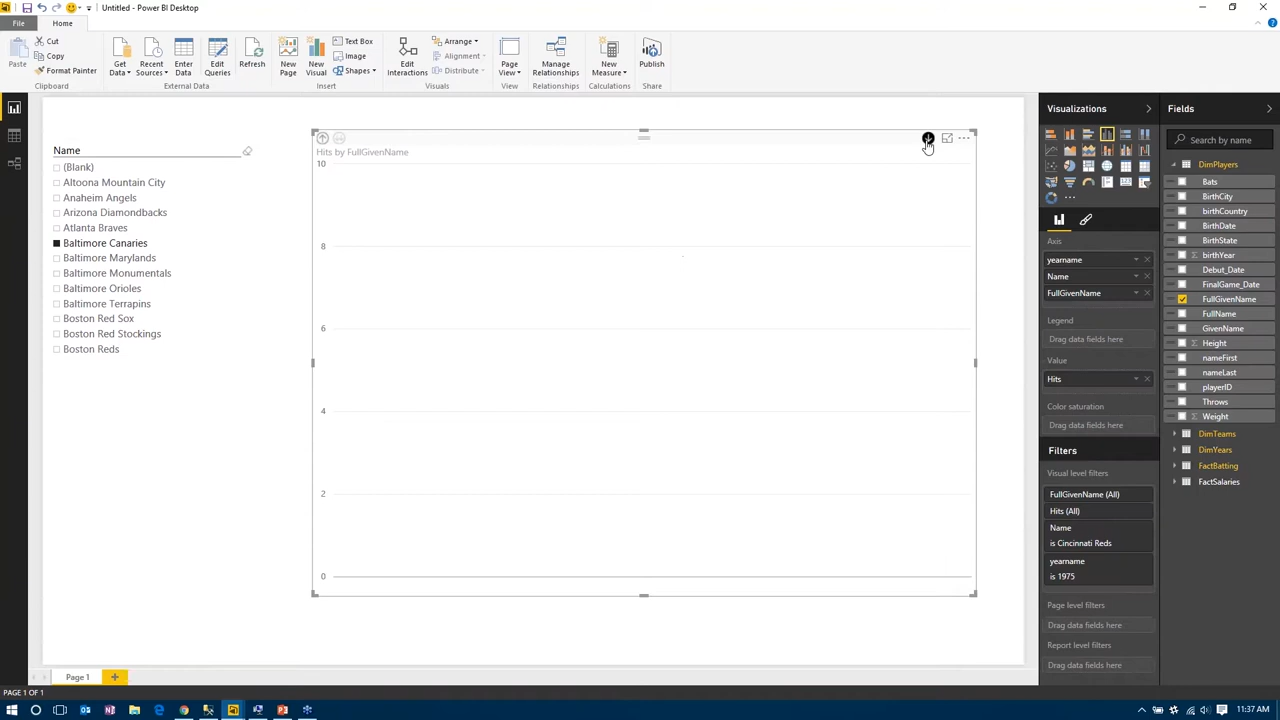 Untitled - Power BI Desktop
File
Home
Paste
Cut
Copy
Format Painter
Clipboard
Get
Data
Recent
Sources
Enter
Data
Edit
Queries
Refresh
External Data
New
Page
New
Visual
Text Box
Image
Shapes
Insert
Edit
Interactions
Arrange
Alignment
Distribute
Visuals
Page
View
View
Manage
Relationships
Relationships
New
Measure
Calculations
Publish
Share
Name
(Blank)
Altoona Mountain City
Anaheim Angels
Arizona Diamondbacks
Atlanta Braves
Baltimore Canaries
Baltimore Marylands
Baltimore Monumentals
Baltimore Orioles
Baltimore Terrapins
Boston Red Sox
Boston Red Stockings
Boston Reds
Hits by FullGivenName
10
8
6
4
2
0
Visualizations
Axis
yearname
Name
FullGivenName
Legend
Drag data fields here
Value
Hits
Color saturation
Drag data fields here
Filters
Visual level filters
FullGivenName (All)
Hits (All)
Name
is Cincinnati Reds
yearname
is 1975
Page level filters
Drag data fields here
Report level filters
Drag data fields here
Fields
Search by name
DimPlayers
Bats
BirthCity
birthCountry
BirthDate
BirthState
birthYear
Debut_Date
FinalGame_Date
FullGivenName
FullName
GivenName
Height
nameFirst
nameLast
playerID
Throws
Weight
DimTeams
DimYears
FactBatting
FactSalaries
Page 1
PAGE 1 OF 1
11:37 AM